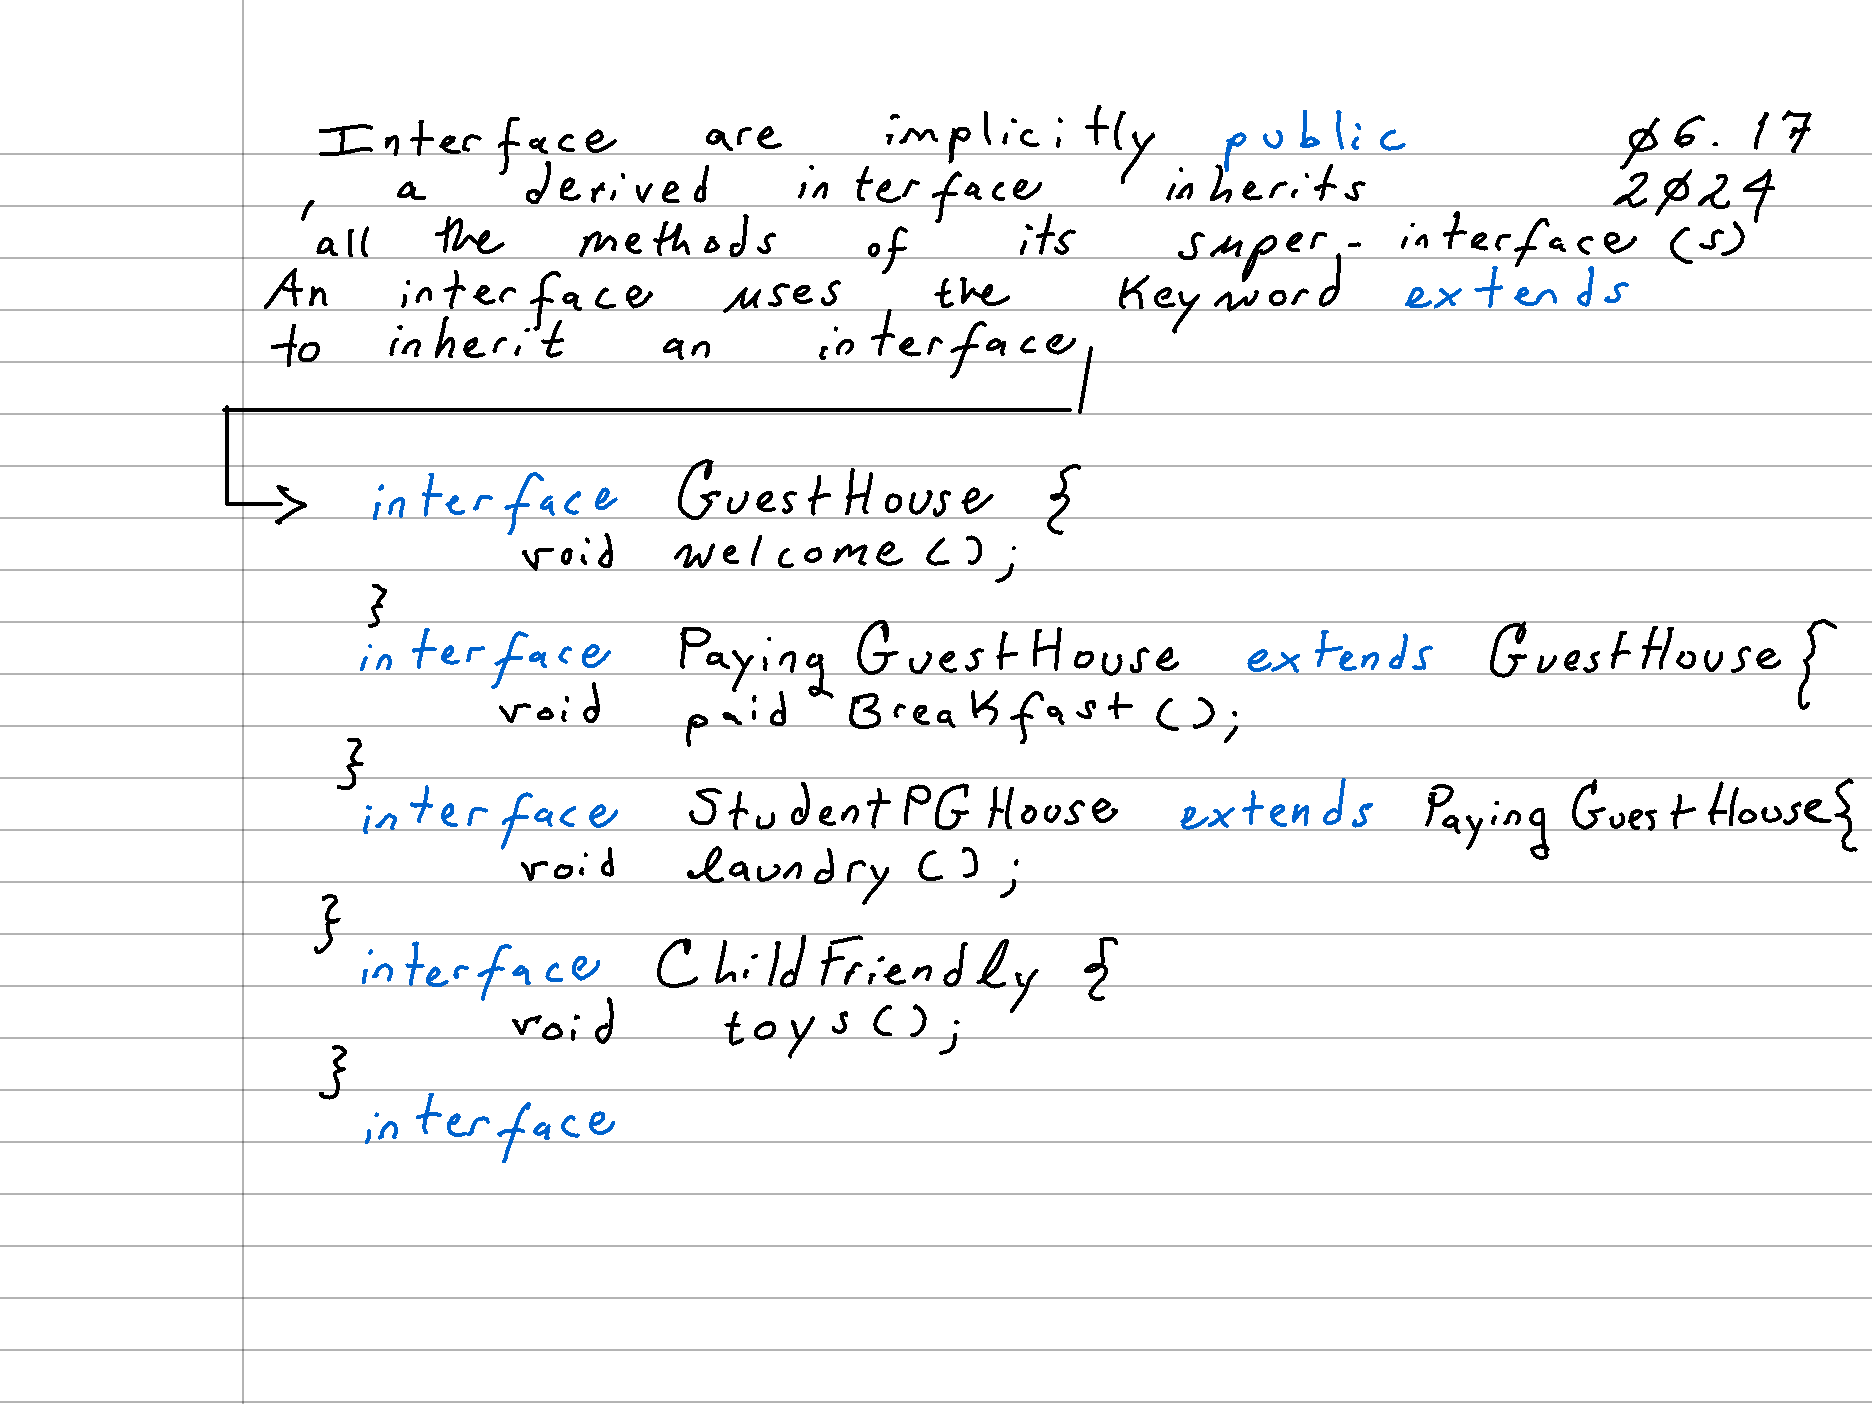 Interface are implicitly public ø6.17
, a derived interface inherits 2ø24
all the methods of its super-interface(s)
An interface uses the keyword extends
to inherit an interface
interface GuestHouse {
void welcome();
}
interface PayingGuestHouse extends GuestHouse{
void paidBreakfast();
}
interface StudentPGHouse extends PayingGuestHouse{
void laundry();
}
interface ChildFriendly {
void toys();
}
interface